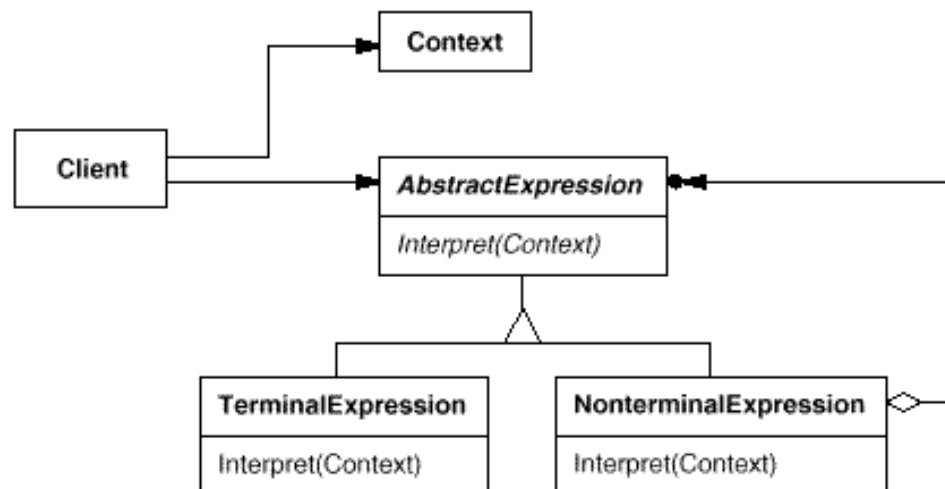 Context
Client
AbstractExpression
Interpret(Context)
TerminalExpression
Interpret(Context)
NonterminalExpression
Interpret(Context)